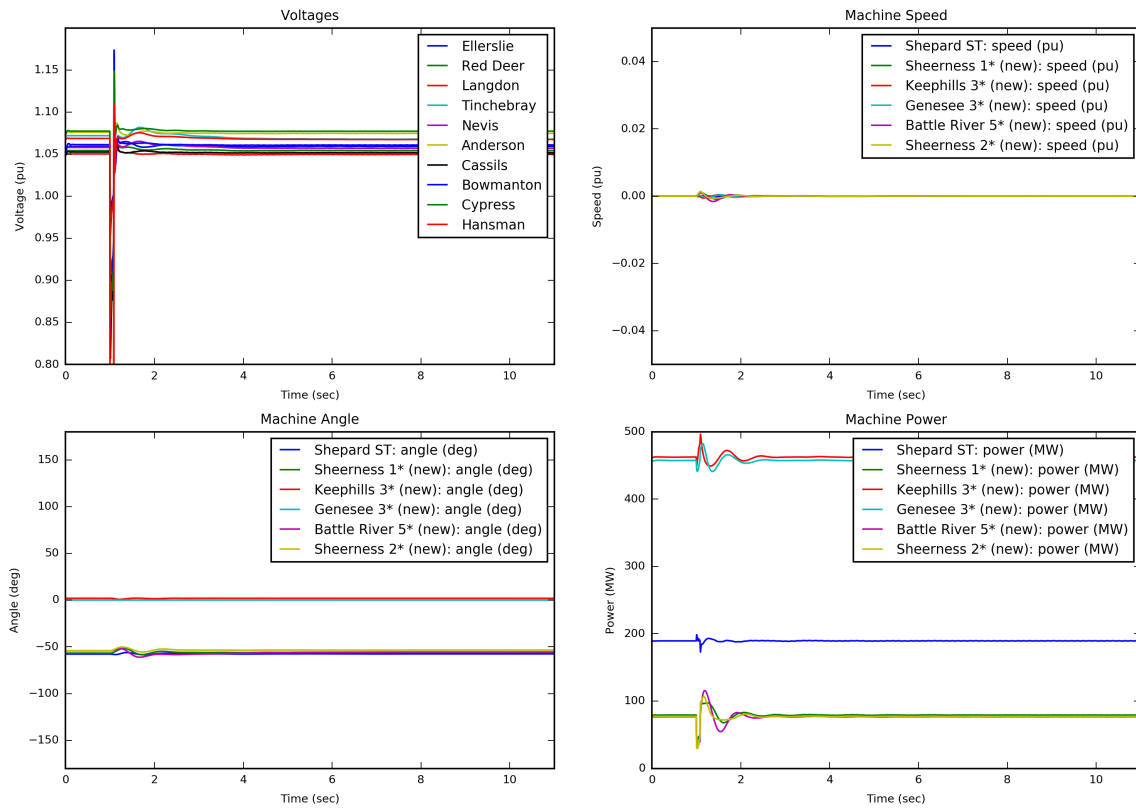 Voltages
Voltage (pu)
1.15
1.10
1.05
1.00
0.95
0.90
0.85
0.80
Ellerslie
Red Deer
Langdon
Tinchebray
Nevis
Anderson
Cassils
Bowmanton
Cypress
Hansman
0 2 4 6 8 10
Time (sec)
Machine Speed
Speed (pu)
0.04
0.02
0.00
−0.02
−0.04
Shepard ST: speed (pu)
Sheerness 1* (new): speed (pu)
Keephills 3* (new): speed (pu)
Genesee 3* (new): speed (pu)
Battle River 5* (new): speed (pu)
Sheerness 2* (new): speed (pu)
0 2 4 6 8 10
Time (sec)
Machine Angle
Angle (deg)
150
100
50
0
−50
−100
−150
Shepard ST: angle (deg)
Sheerness 1* (new): angle (deg)
Keephills 3* (new): angle (deg)
Genesee 3* (new): angle (deg)
Battle River 5* (new): angle (deg)
Sheerness 2* (new): angle (deg)
0 2 4 6 8 10
Time (sec)
Machine Power
Power (MW)
500
400
300
200
100
0
Shepard ST: power (MW)
Sheerness 1* (new): power (MW)
Keephills 3* (new): power (MW)
Genesee 3* (new): power (MW)
Battle River 5* (new): power (MW)
Sheerness 2* (new): power (MW)
0 2 4 6 8 10
Time (sec)